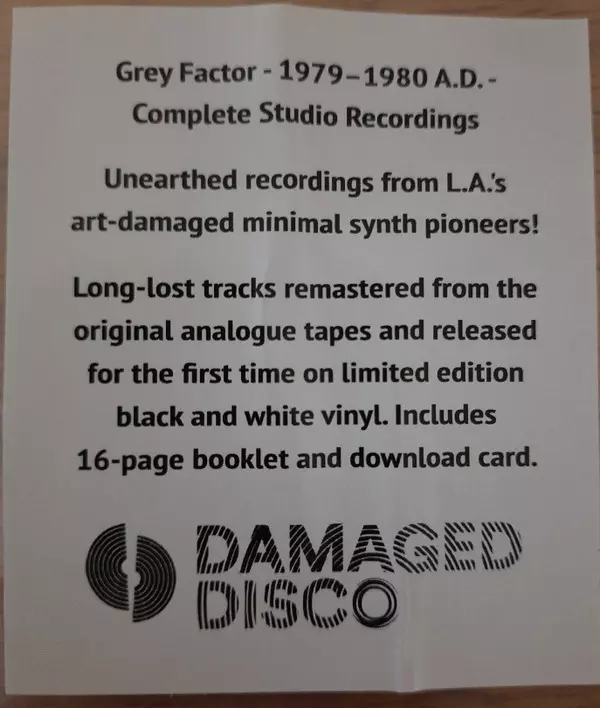 Grey Factor - 1979–1980 A.D. -
Complete Studio Recordings
Unearthed recordings from L.A.'s
art-damaged minimal synth pioneers!
Long-lost tracks remastered from the
original analogue tapes and released
for the first time on limited edition
black and white vinyl. Includes
16-page booklet and download card.
DAMAGED
DISCO